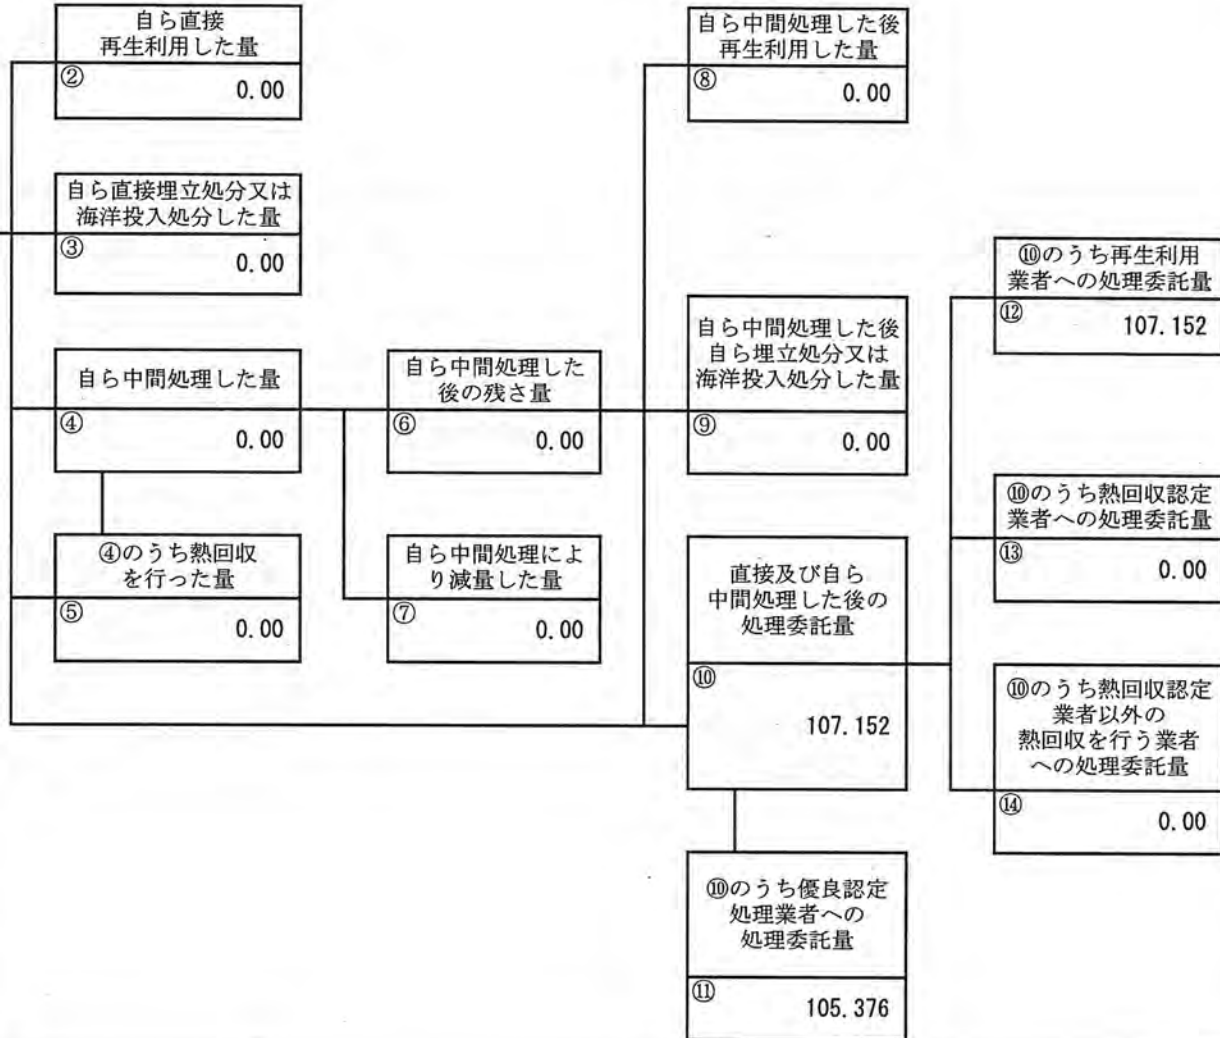 自ら直接
再生利用した量
② 0.00
自ら直接埋立処分又は
海洋投入処分した量
③ 0.00
自ら中間処理した量
④ 0.00
④のうち熱回収
を行った量
⑤ 0.00
自ら中間処理した
後の残さ量
⑥ 0.00
自ら中間処理によ
り減量した量
⑦ 0.00
自ら中間処理した後
再生利用した量
⑧ 0.00
自ら中間処理した後
自ら埋立処分又は
海洋投入処分した量
⑨ 0.00
直接及び自ら
中間処理した後の
処理委託量
⑩
107.152
⑩のうち優良認定
処理業者への
処理委託量
⑪ 105.376
⑩のうち再生利用
業者への処理委託量
⑫ 107.152
⑩のうち熱回収認定
業者への処理委託量
⑬ 0.00
⑩のうち熱回収認定
業者以外の
熱回収を行う業者
への処理委託量
⑭ 0.00